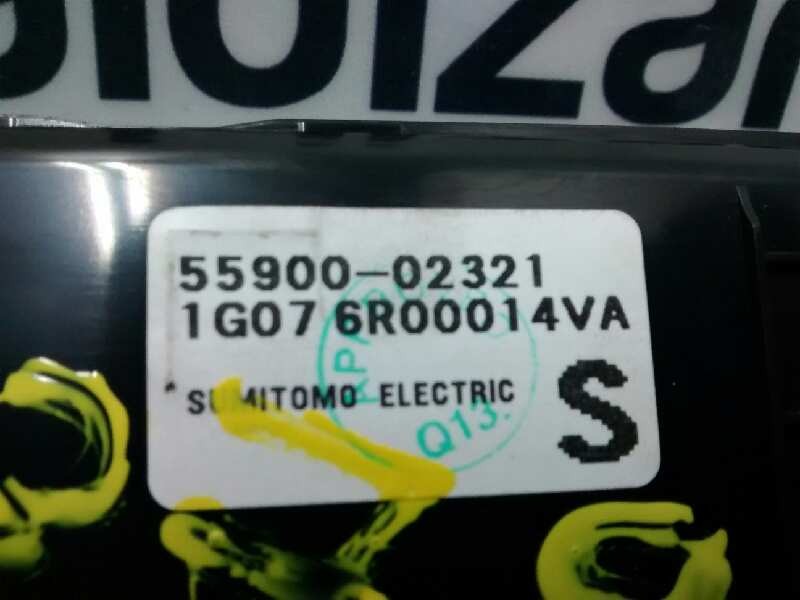 55900-02321
1G07 6R00014VA
SUMITOMO ELECTRIC
S
Q13.